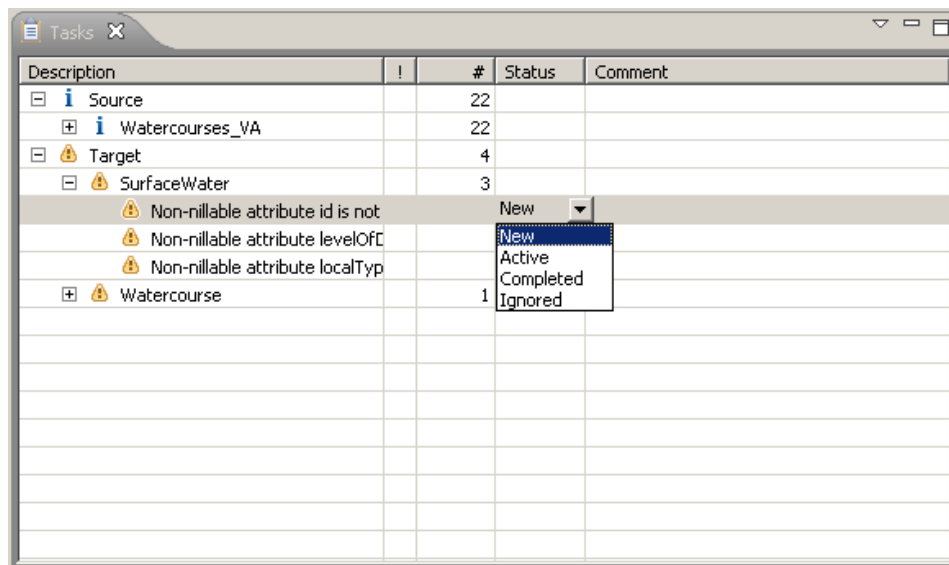 Tasks
Description ! # Status Comment
Source 22
Watercourses_VA 22
Target 4
SurfaceWater 3
Non-nillable attribute id is not New
Non-nillable attribute levelOf
Non-nillable attribute localTyp
Watercourse 1
New
Active
Completed
Ignored